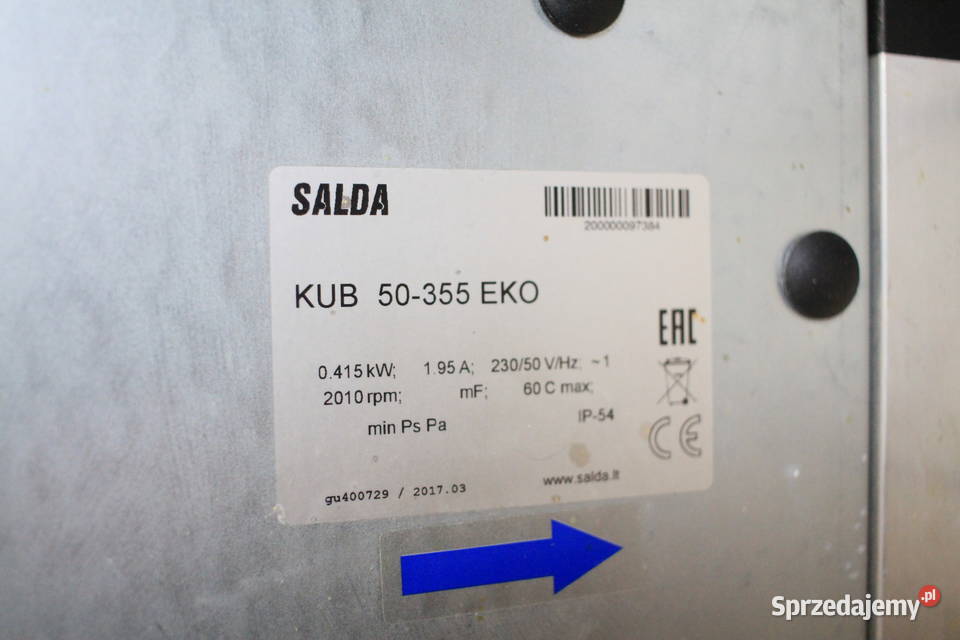 SALDA
200000097384
KUB 50-355 EKO
EAC
0.415 kW; 1.95 A; 230/50 V/Hz; ~1
2010 rpm; mF; 60 C max;
min Ps Pa IP-54
CE
gu400729 / 2017.03 www.salda.lt
Sprzedajemy.pl